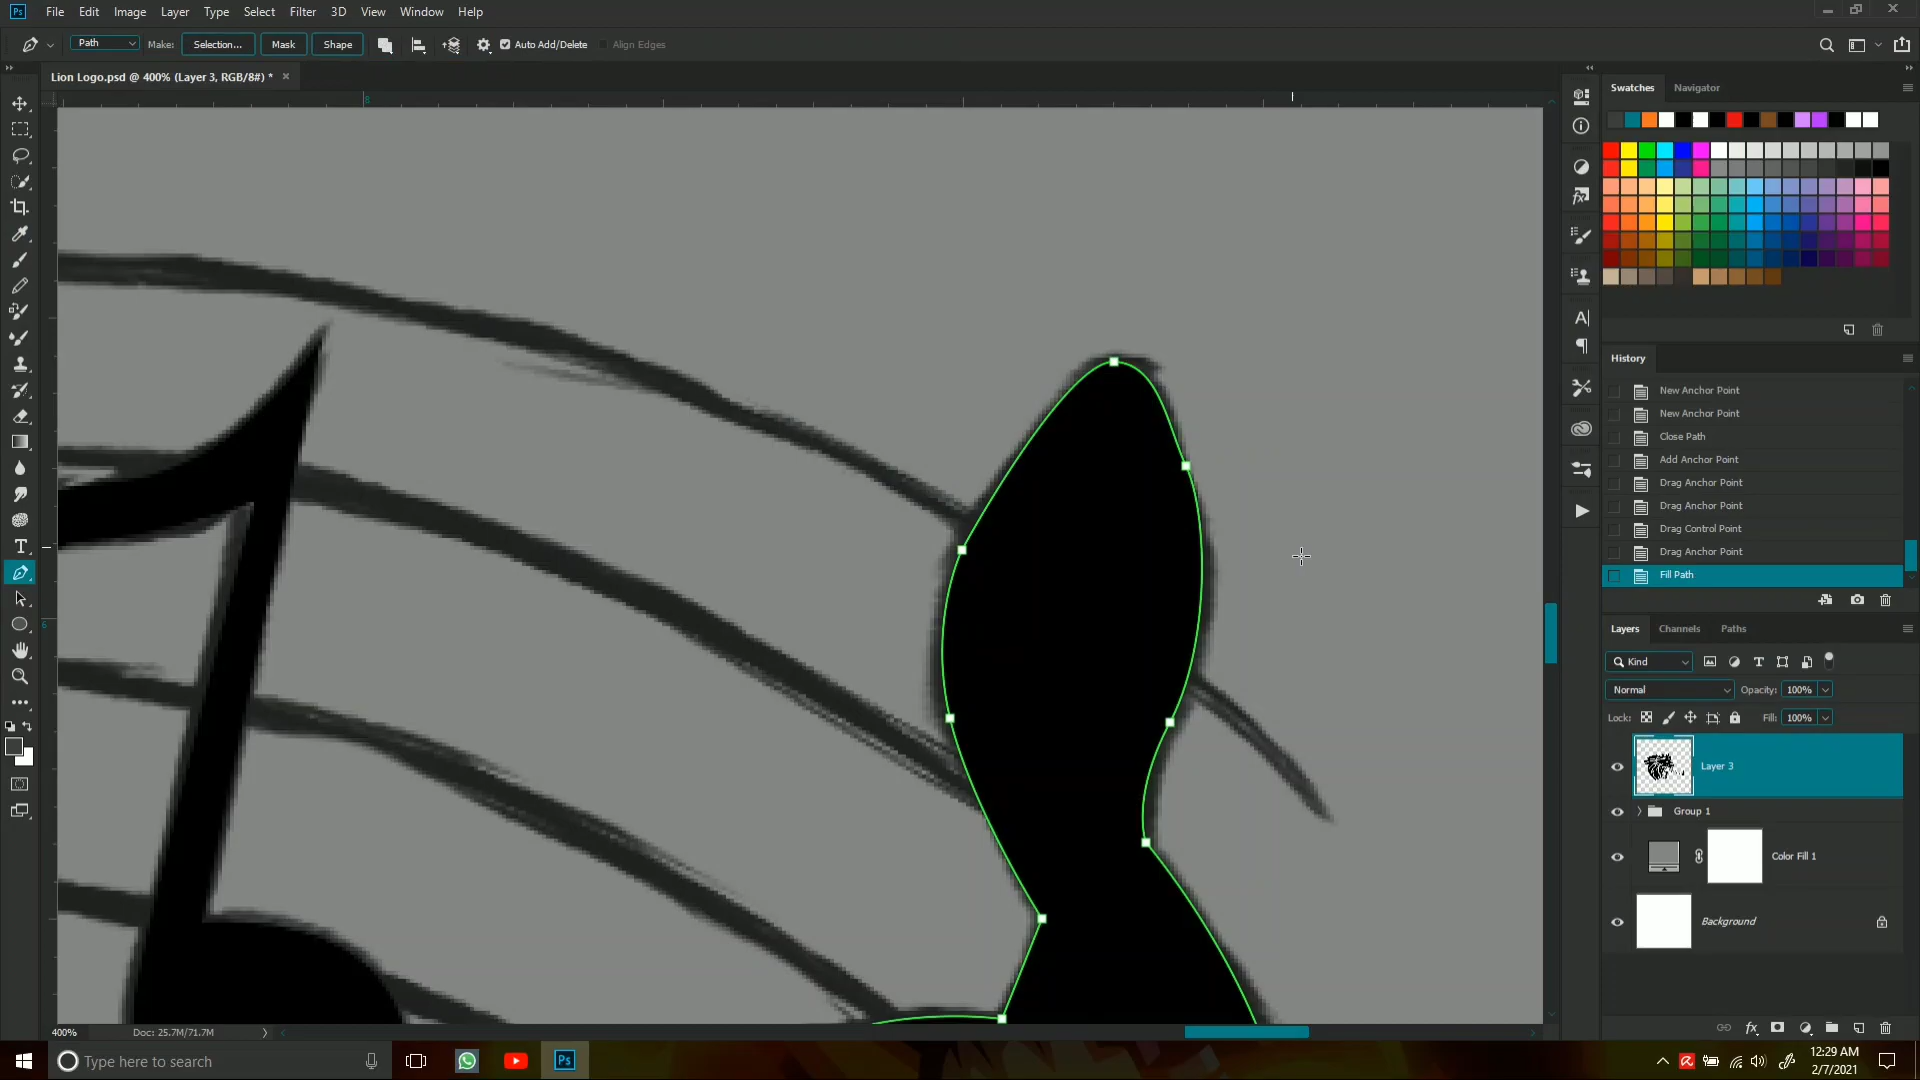 Ps File Edit Image Layer Type Select Filter 3D View Window Help
Path Make: Selection... Mask Shape Auto Add/Delete Align Edges
Lion Logo.psd @ 400% (Layer 3, RGB/8#) * ×
8
6
Swatches Navigator
History
New Anchor Point
New Anchor Point
Close Path
Add Anchor Point
Drag Anchor Point
Drag Anchor Point
Drag Control Point
Drag Anchor Point
Fill Path
Layers Channels Paths
Kind
Normal Opacity: 100%
Lock: Fill: 100%
Layer 3
Group 1
Color Fill 1
Background
400% Doc: 25.7M/71.7M
Type here to search
Ps
12:29 AM
2/7/2021